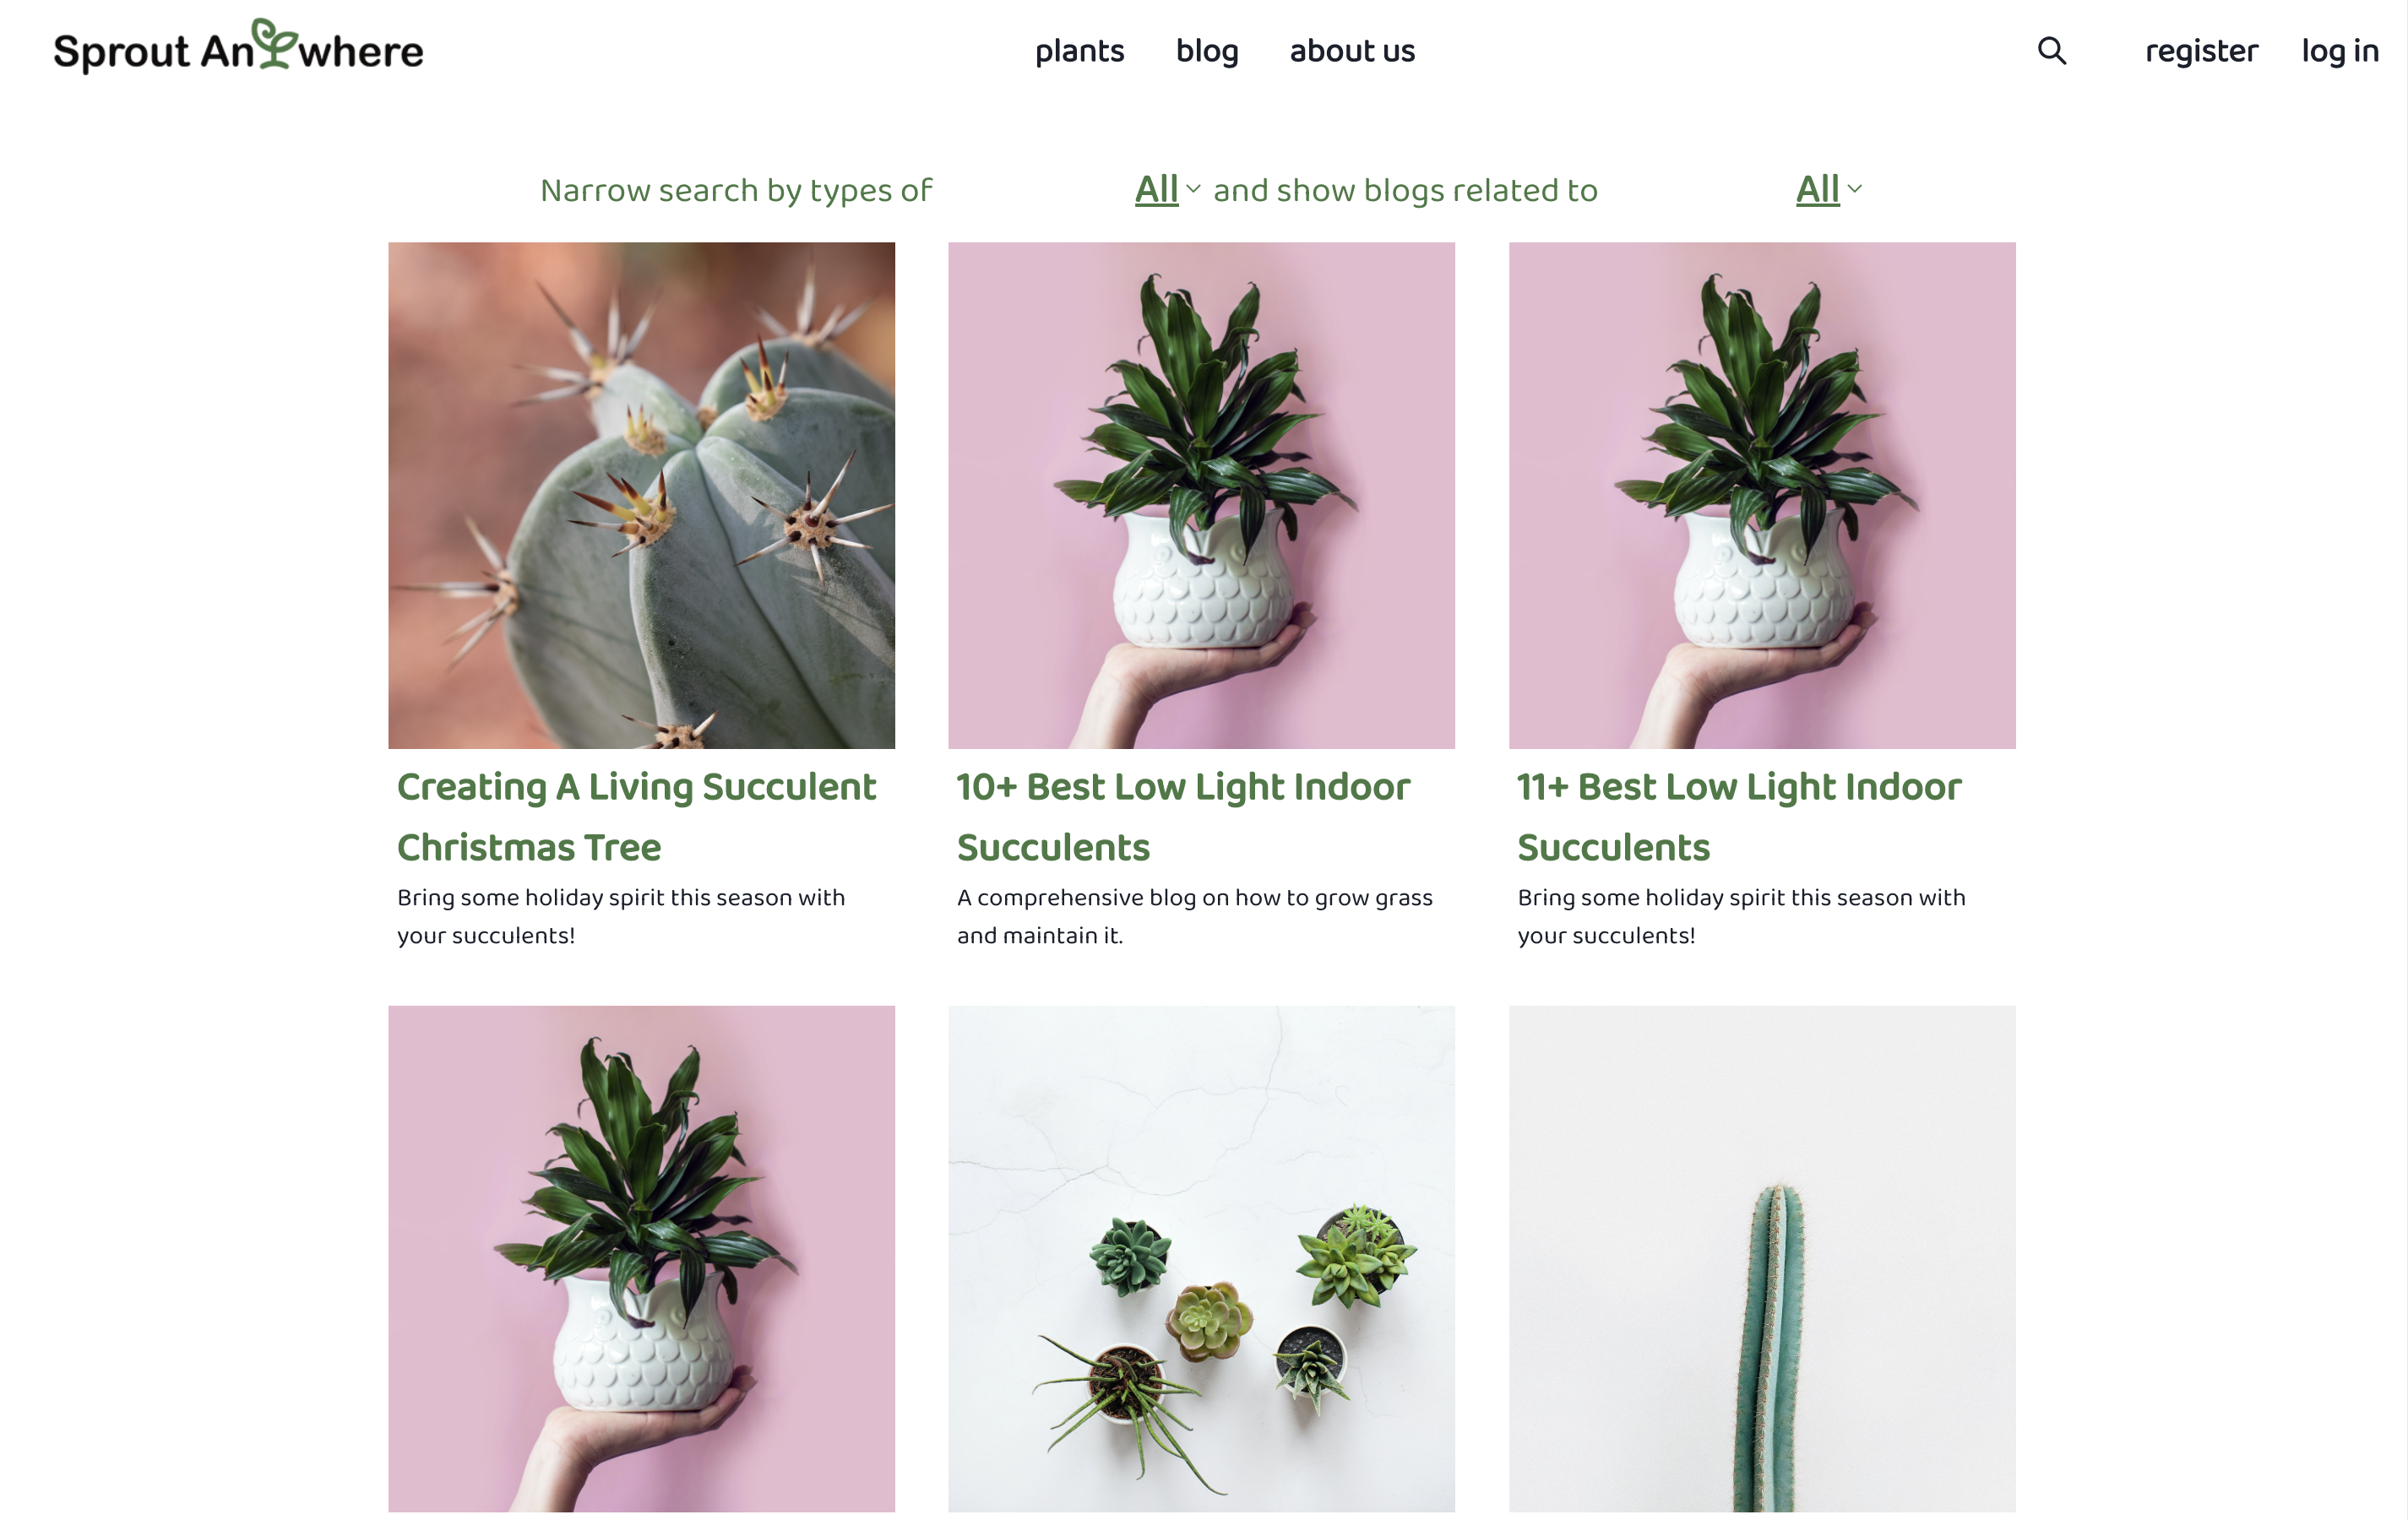 Sprout Anywhere
plants blog about us
register log in
Narrow search by types of All and show blogs related to All
Creating A Living Succulent
Christmas Tree
Bring some holiday spirit this season with
your succulents!
10+ Best Low Light Indoor
Succulents
A comprehensive blog on how to grow grass
and maintain it.
11+ Best Low Light Indoor
Succulents
Bring some holiday spirit this season with
your succulents!